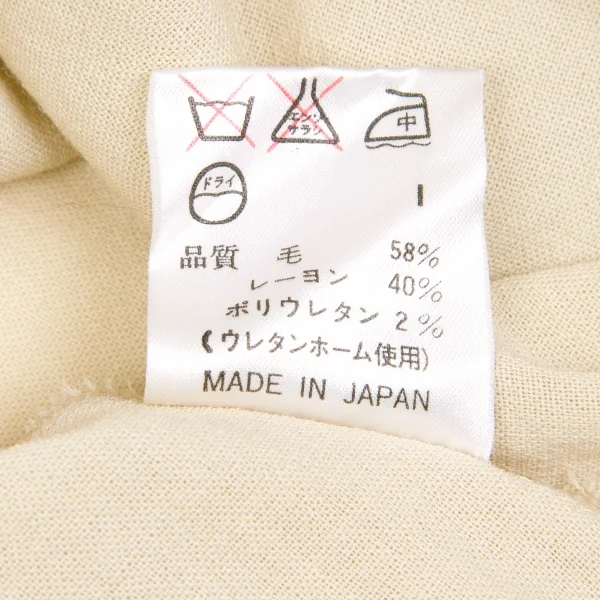 エンソ
サラシ
中
ドライ
I
品質 毛 58%
レーヨン 40%
ポリウレタン 2%
(ウレタンホーム使用)
MADE IN JAPAN